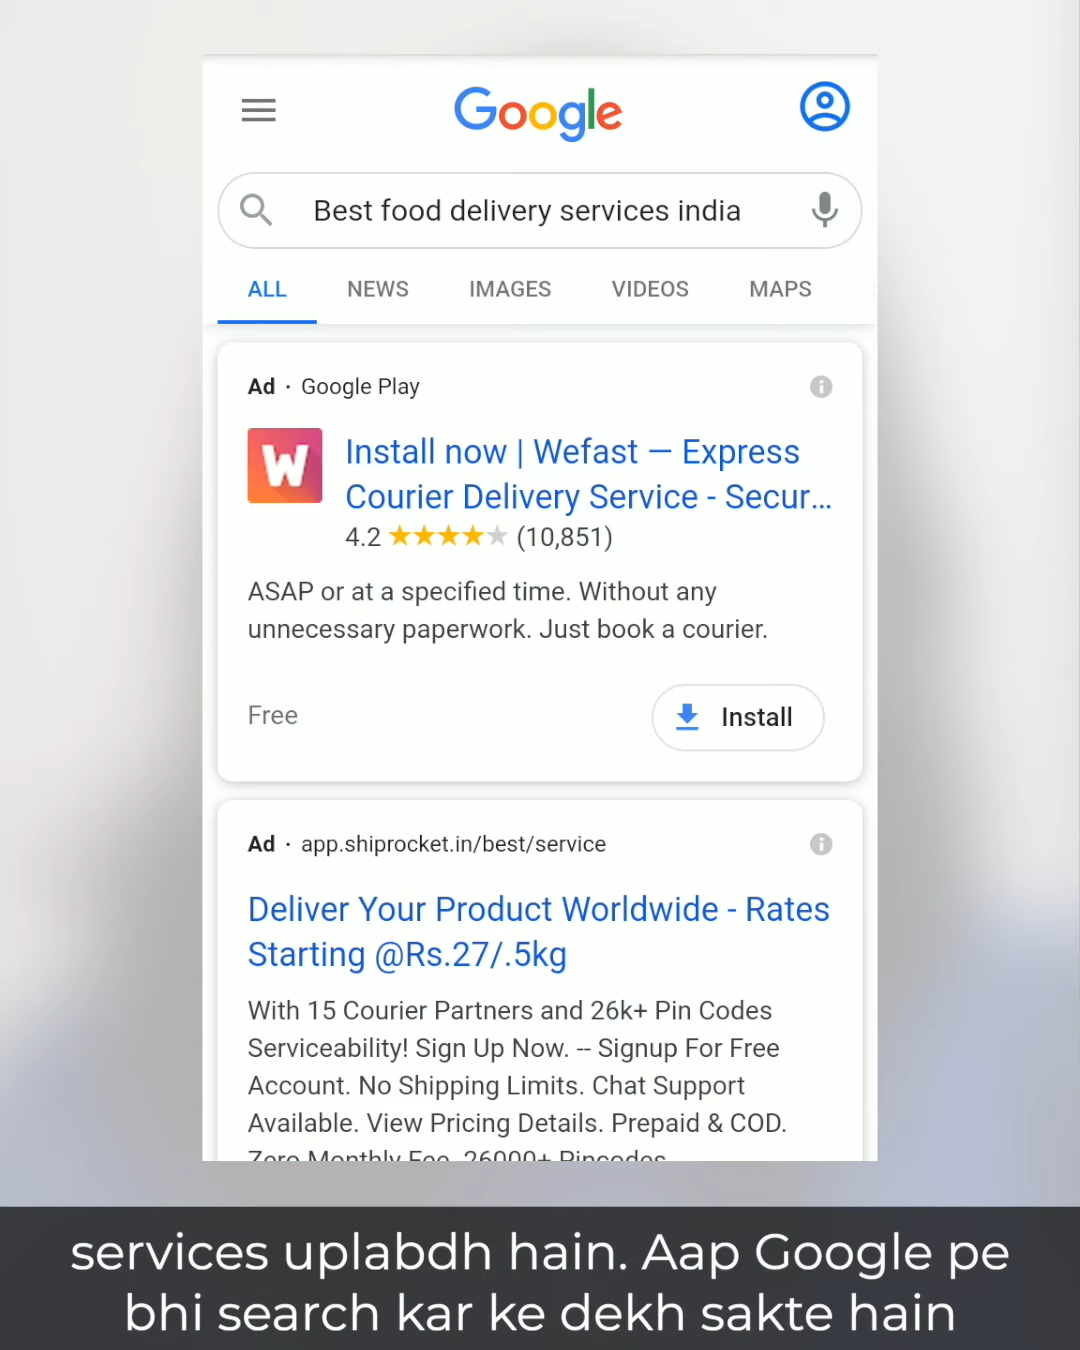 Google
Best food delivery services india
ALL NEWS IMAGES VIDEOS MAPS
Ad · Google Play
W
Install now | Wefast — Express
Courier Delivery Service - Secur...
4.2 ★★★★★ (10,851)
ASAP or at a specified time. Without any
unnecessary paperwork. Just book a courier.
Free
Install
Ad · app.shiprocket.in/best/service
Deliver Your Product Worldwide - Rates
Starting @Rs.27/.5kg
With 15 Courier Partners and 26k+ Pin Codes
Serviceability! Sign Up Now. -- Signup For Free
Account. No Shipping Limits. Chat Support
Available. View Pricing Details. Prepaid & COD.
Zero Monthly Fee. 26000+ Pincodes
services uplabdh hain. Aap Google pe
bhi search kar ke dekh sakte hain